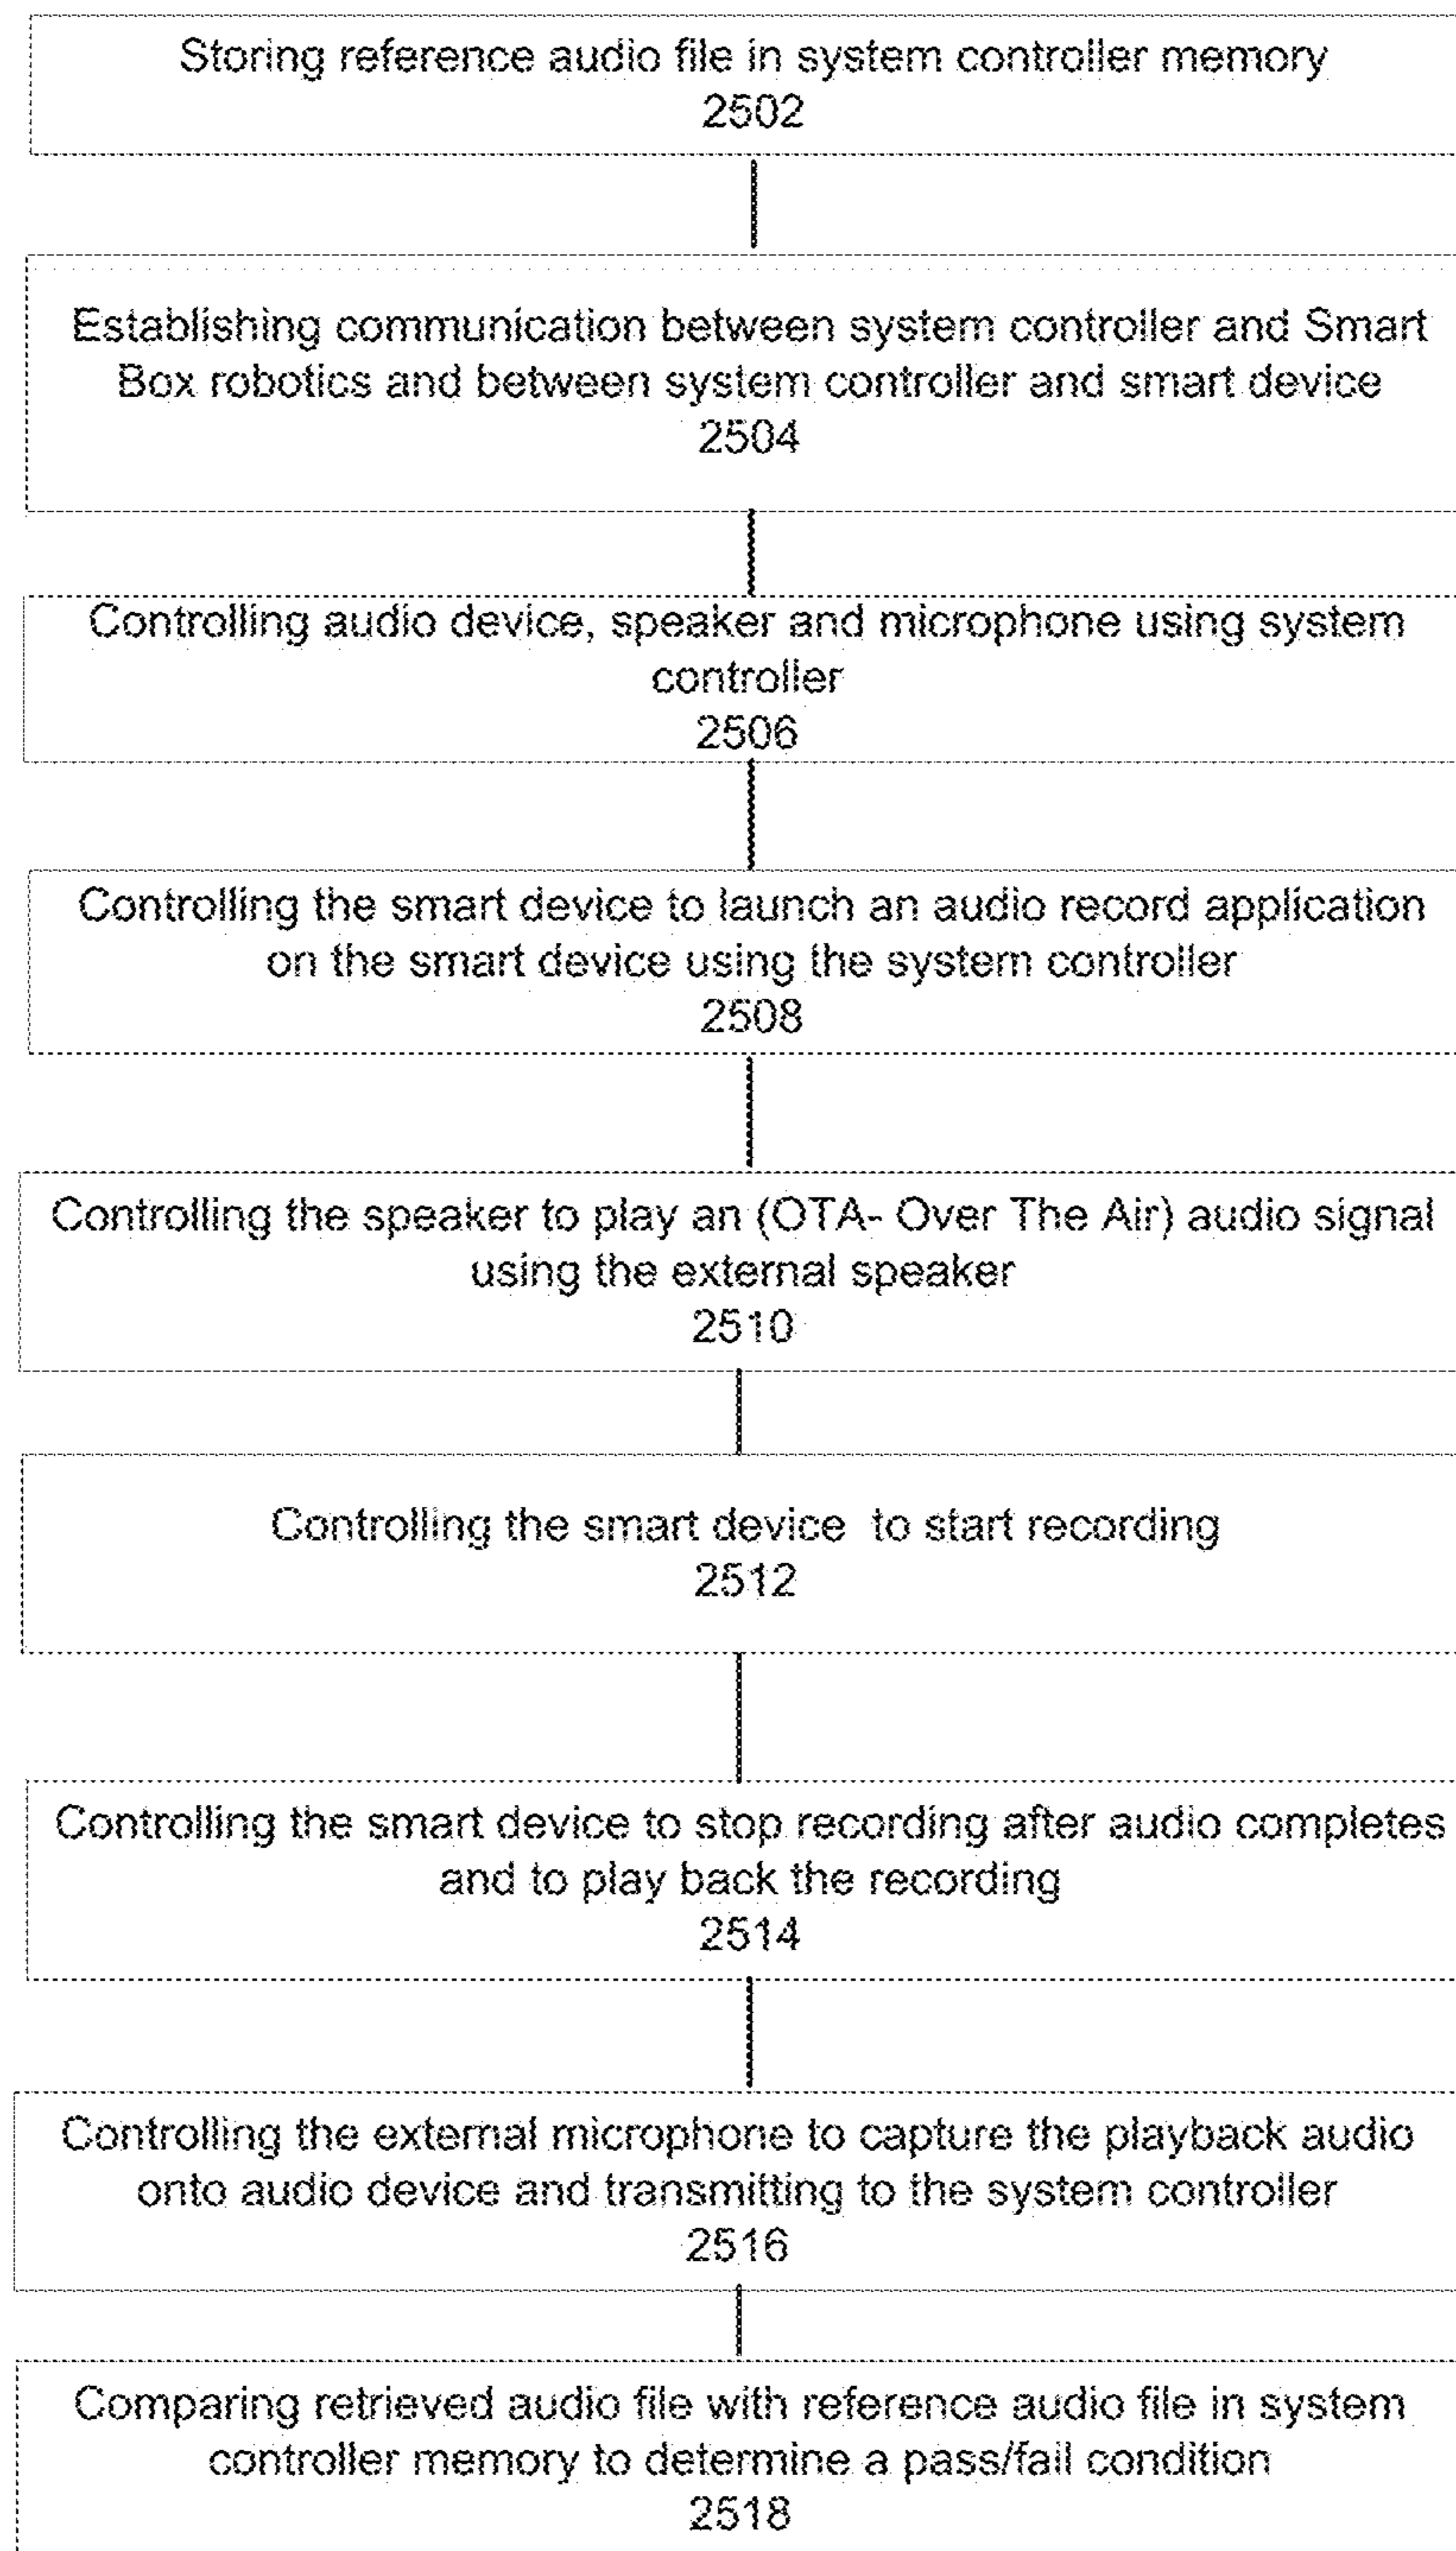 Storing reference audio file in system controller memory
2502
Establishing communication between system controller and Smart
Box robotics and between system controller and smart device
2504
Controlling audio device, speaker and microphone using system
controller
2506
Controlling the smart device to launch an audio record application
on the smart device using the system controller
2508
Controlling the speaker to play an (OTA- Over The Air) audio signal
using the external speaker
2510
Controlling the smart device to start recording
2512
Controlling the smart device to stop recording after audio completes
and to play back the recording
2514
Controlling the external microphone to capture the playback audio
onto audio device and transmitting to the system controller
2516
Comparing retrieved audio file with reference audio file in system
controller memory to determine a pass/fail condition
2518